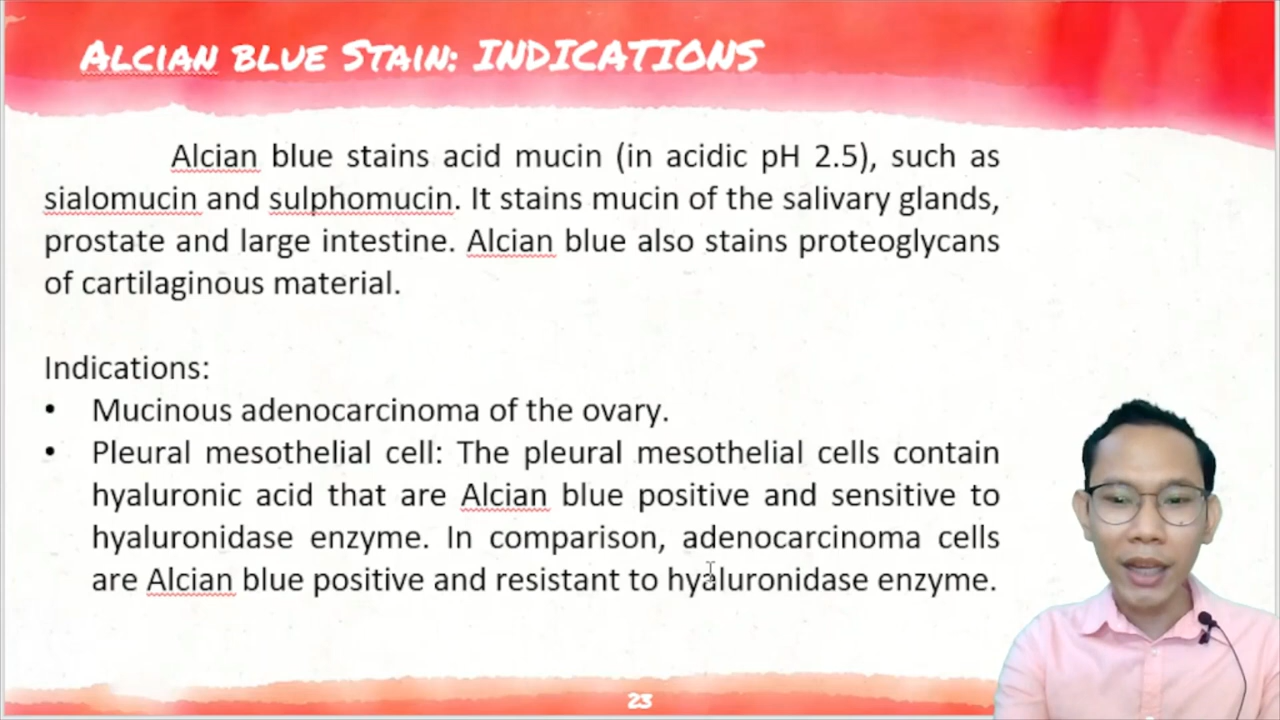 ALCIAN BLUE STAIN: INDICATIONS
Alcian blue stains acid mucin (in acidic pH 2.5), such as
sialomucin and sulphomucin. It stains mucin of the salivary glands,
prostate and large intestine. Alcian blue also stains proteoglycans
of cartilaginous material.
Indications:
• Mucinous adenocarcinoma of the ovary.
• Pleural mesothelial cell: The pleural mesothelial cells contain
hyaluronic acid that are Alcian blue positive and sensitive to
hyaluronidase enzyme. In comparison, adenocarcinoma cells
are Alcian blue positive and resistant to hyaluronidase enzyme.
23